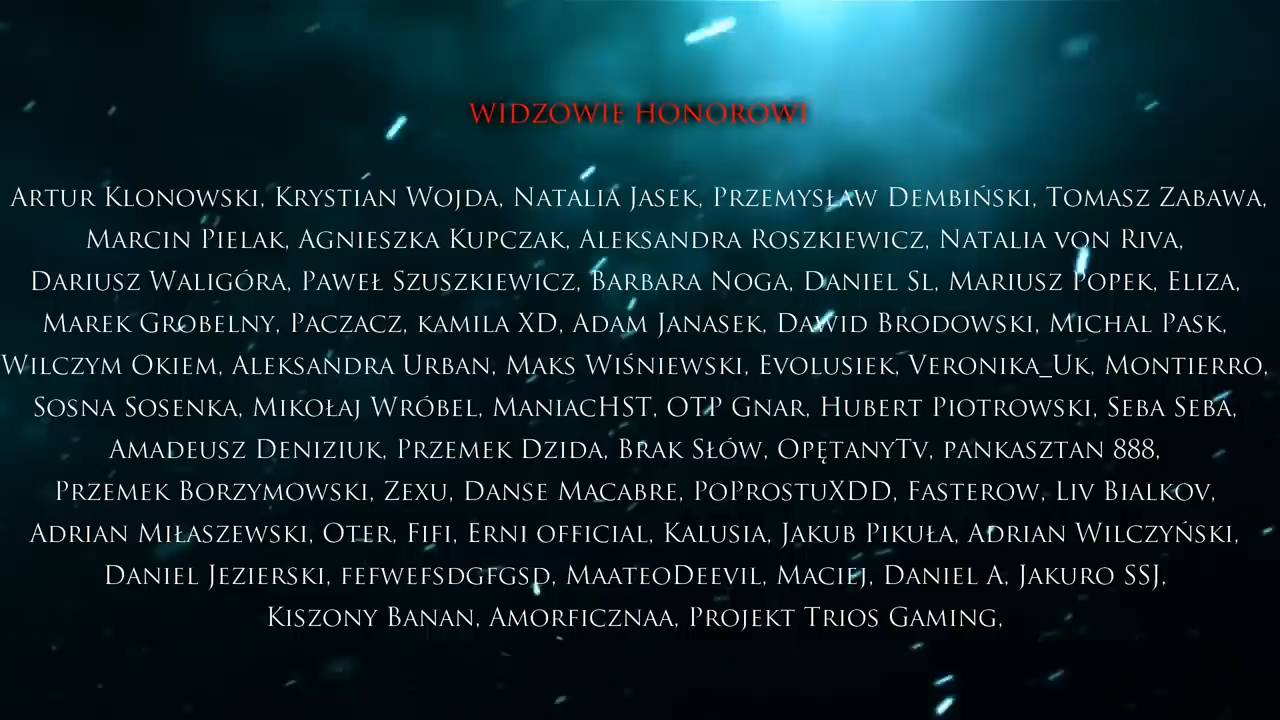 WIDZOWIE HONOROWI
Artur Klonowski, Krystian Wojda, Natalia Jasek, Przemysław Dembiński, Tomasz Zabawa,
Marcin Pielak, Agnieszka Kupczak, Aleksandra Roszkiewicz, Natalia von Riva,
Dariusz Waligóra, Paweł Szuszkiewicz, Barbara Noga, Daniel Sl, Mariusz Popek, Eliza,
Marek Grobelny, Paczacz, kamila XD, Adam Janasek, Dawid Brodowski, Michal Pask,
Wilczym Okiem, Aleksandra Urban, Maks Wiśniewski, Evolusiek, Veronika_Uk, Montierro,
Sosna Sosenka, Mikołaj Wróbel, ManiacHST, OTP Gnar, Hubert Piotrowski, Seba Seba,
Amadeusz Deniziuk, Przemek Dzida, Brak Słów, OpętanyTv, pankasztan 888,
Przemek Borzymowski, Zexu, Danse Macabre, PoProstuXDD, Fasterow, Liv Bialkov,
Adrian Miłaszewski, Oter, Fifi, Erni official, Kalusia, Jakub Pikuła, Adrian Wilczyński,
Daniel Jezierski, fefwefsdgfgsd, MaateoDeevil, Maciej, Daniel A, Jakuro SSJ,
Kiszony Banan, Amorficznaa, Projekt Trios Gaming,